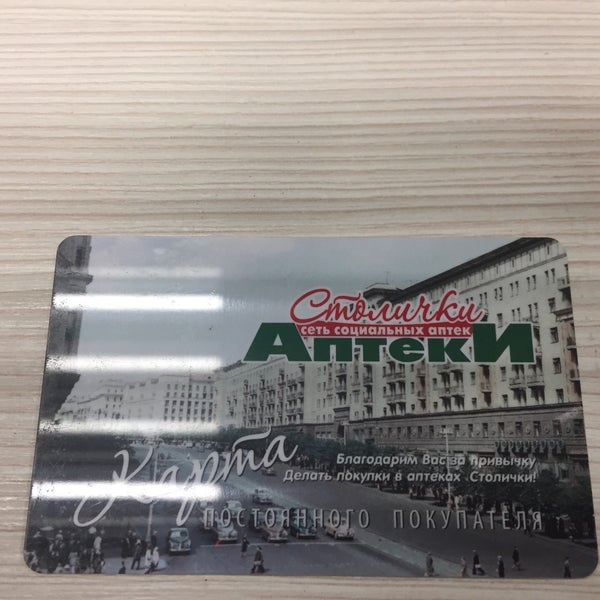 Столички
сеть социальных аптек
Аптеки
Карта
Благодарим Вас за привычку
Делать покупки в аптеках Столички!
ПОСТОЯННОГО ПОКУПАТЕЛЯ